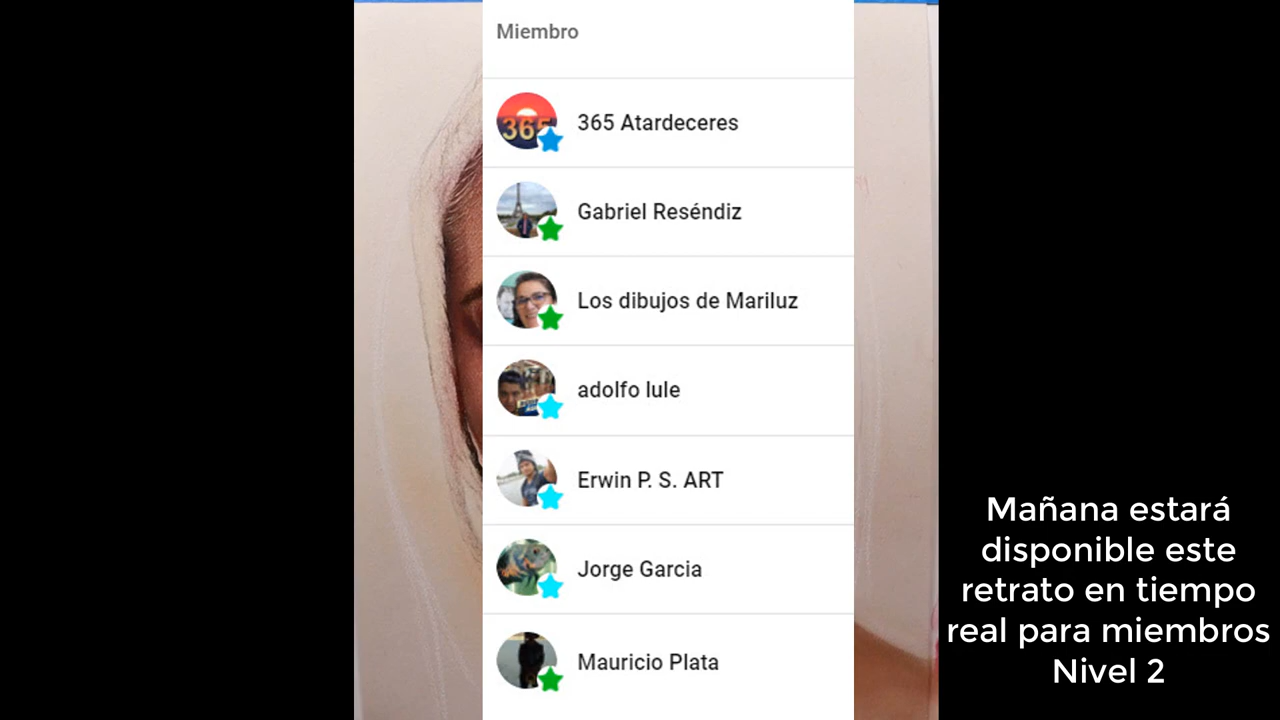 Miembro
365
365 Atardeceres
Gabriel Reséndiz
Los dibujos de Mariluz
adolfo lule
Erwin P. S. ART
Jorge Garcia
Mauricio Plata
Mañana estará
disponible este
retrato en tiempo
real para miembros
Nivel 2